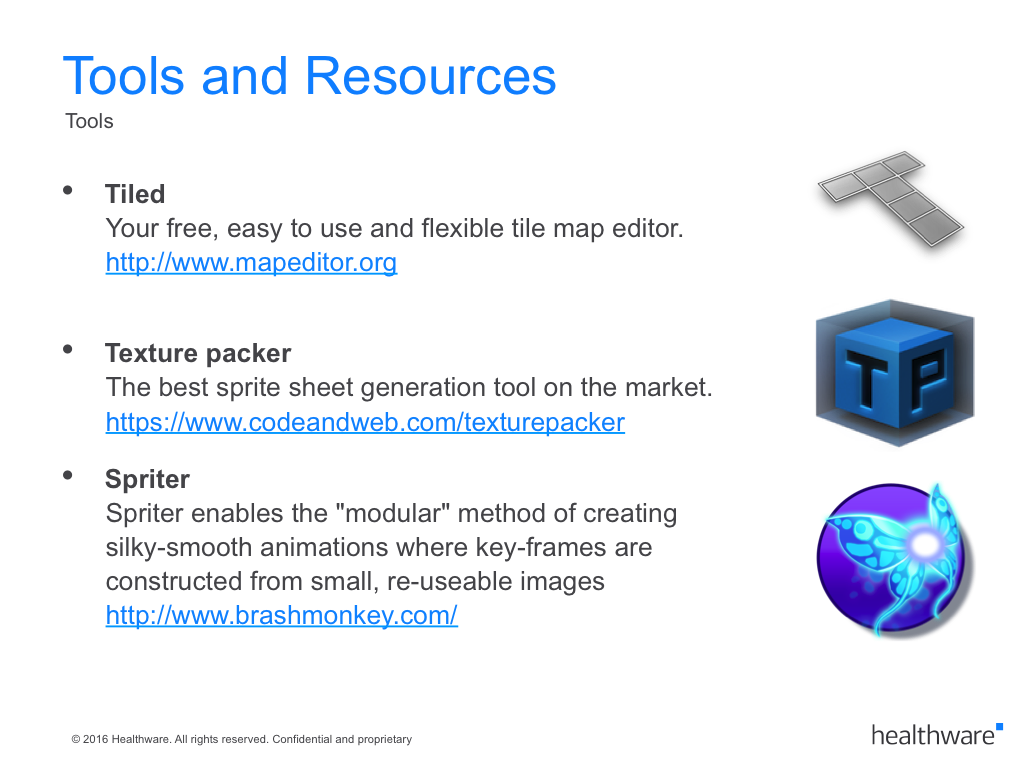 Tools and Resources
Tools
• Tiled
Your free, easy to use and flexible tile map editor.
http://www.mapeditor.org
• Texture packer
The best sprite sheet generation tool on the market.
https://www.codeandweb.com/texturepacker
• Spriter
Spriter enables the "modular" method of creating
silky-smooth animations where key-frames are
constructed from small, re-useable images
http://www.brashmonkey.com/
TP
© 2016 Healthware. All rights reserved. Confidential and proprietary
healthware